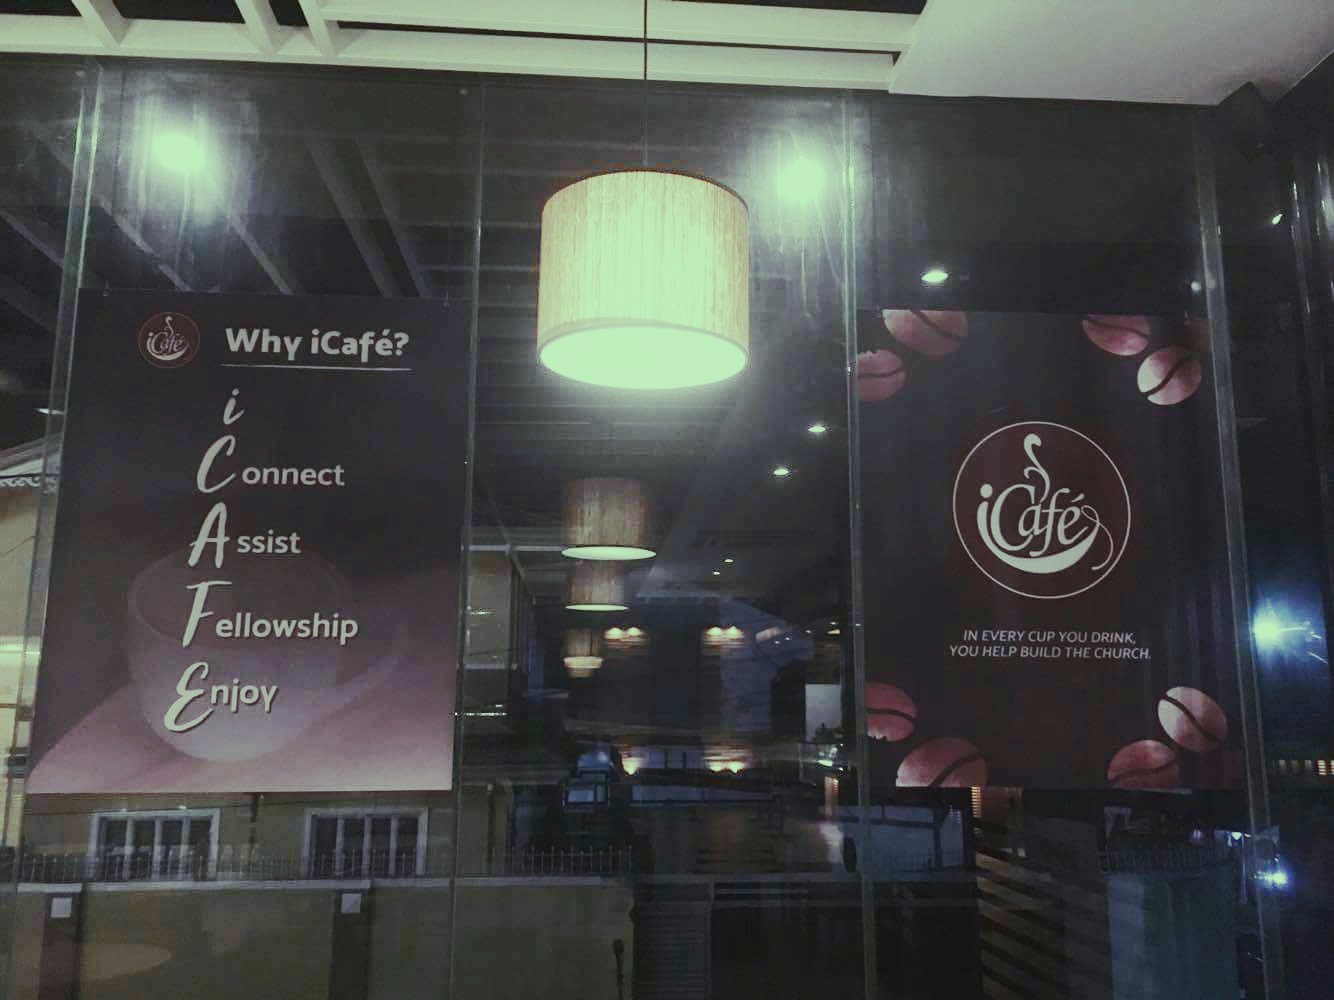 iCafé
Why iCafé?
i
Connect
Assist
Fellowship
Enjoy
iCafé
IN EVERY CUP YOU DRINK,
YOU HELP BUILD THE CHURCH.